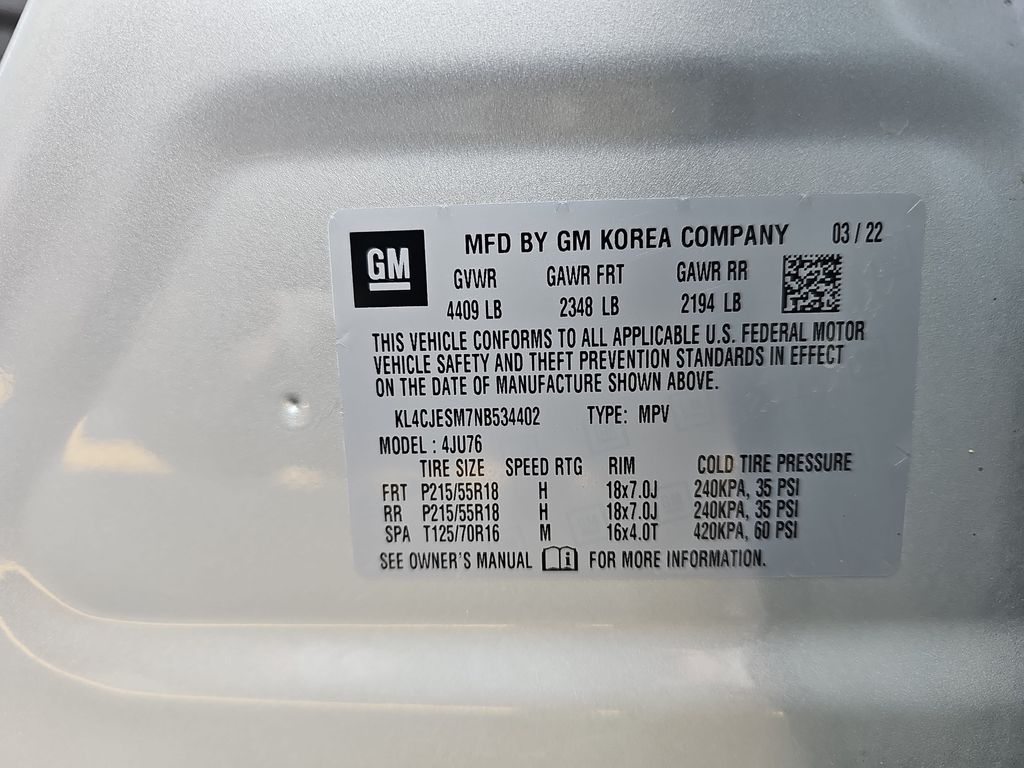 GM MFD BY GM KOREA COMPANY 03 / 22
GVWR GAWR FRT GAWR RR
4409 LB 2348 LB 2194 LB
THIS VEHICLE CONFORMS TO ALL APPLICABLE U.S. FEDERAL MOTOR
VEHICLE SAFETY AND THEFT PREVENTION STANDARDS IN EFFECT
ON THE DATE OF MANUFACTURE SHOWN ABOVE.
KL4CJESM7NB534402 TYPE: MPV
MODEL : 4JU76
TIRE SIZE SPEED RTG RIM COLD TIRE PRESSURE
FRT P215/55R18 H 18x7.0J 240KPA, 35 PSI
RR P215/55R18 H 18x7.0J 240KPA, 35 PSI
SPA T125/70R16 M 16x4.0T 420KPA, 60 PSI
SEE OWNER'S MANUAL FOR MORE INFORMATION.